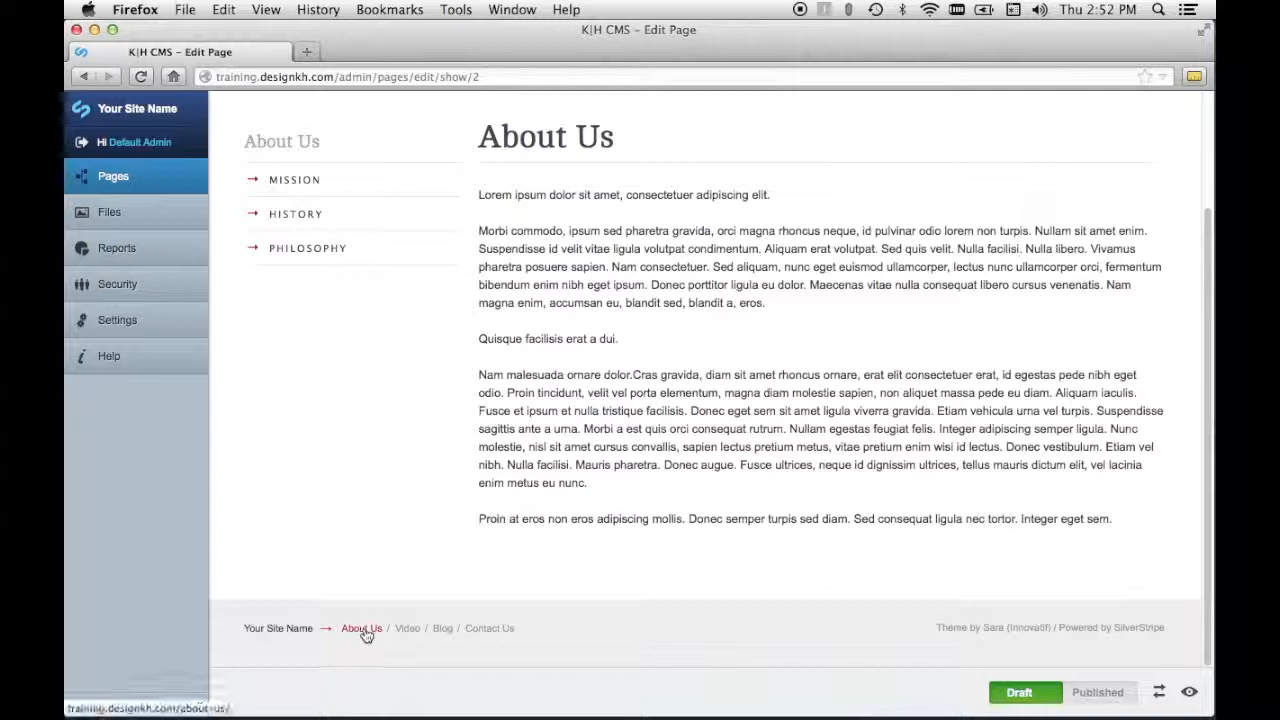 Firefox File Edit View History Bookmarks Tools Window Help Thu 2:52 PM
K|H CMS – Edit Page
K|H CMS – Edit Page
training.designkh.com/admin/pages/edit/show/2
Your Site Name
Hi Default Admin
Pages
Files
Reports
Security
Settings
Help
About Us
→ MISSION
→ HISTORY
→ PHILOSOPHY
About Us
Lorem ipsum dolor sit amet, consectetuer adipiscing elit.
Morbi commodo, ipsum sed pharetra gravida, orci magna rhoncus neque, id pulvinar odio lorem non turpis. Nullam sit amet enim.
Suspendisse id velit vitae ligula volutpat condimentum. Aliquam erat volutpat. Sed quis velit. Nulla facilisi. Nulla libero. Vivamus
pharetra posuere sapien. Nam consectetuer. Sed aliquam, nunc eget euismod ullamcorper, lectus nunc ullamcorper orci, fermentum
bibendum enim nibh eget ipsum. Donec porttitor ligula eu dolor. Maecenas vitae nulla consequat libero cursus venenatis. Nam
magna enim, accumsan eu, blandit sed, blandit a, eros.
Quisque facilisis erat a dui.
Nam malesuada ornare dolor.Cras gravida, diam sit amet rhoncus ornare, erat elit consectetuer erat, id egestas pede nibh eget
odio. Proin tincidunt, velit vel porta elementum, magna diam molestie sapien, non aliquet massa pede eu diam. Aliquam iaculis.
Fusce et ipsum et nulla tristique facilisis. Donec eget sem sit amet ligula viverra gravida. Etiam vehicula urna vel turpis. Suspendisse
sagittis ante a urna. Morbi a est quis orci consequat rutrum. Nullam egestas feugiat felis. Integer adipiscing semper ligula. Nunc
molestie, nisl sit amet cursus convallis, sapien lectus pretium metus, vitae pretium enim wisi id lectus. Donec vestibulum. Etiam vel
nibh. Nulla facilisi. Mauris pharetra. Donec augue. Fusce ultrices, neque id dignissim ultrices, tellus mauris dictum elit, vel lacinia
enim metus eu nunc.
Proin at eros non eros adipiscing mollis. Donec semper turpis sed diam. Sed consequat ligula nec tortor. Integer eget sem.
Your Site Name → About Us / Video / Blog / Contact Us
Theme by Sara (Innovatif) / Powered by SilverStripe
Draft Published
training.designkh.com/about-us/